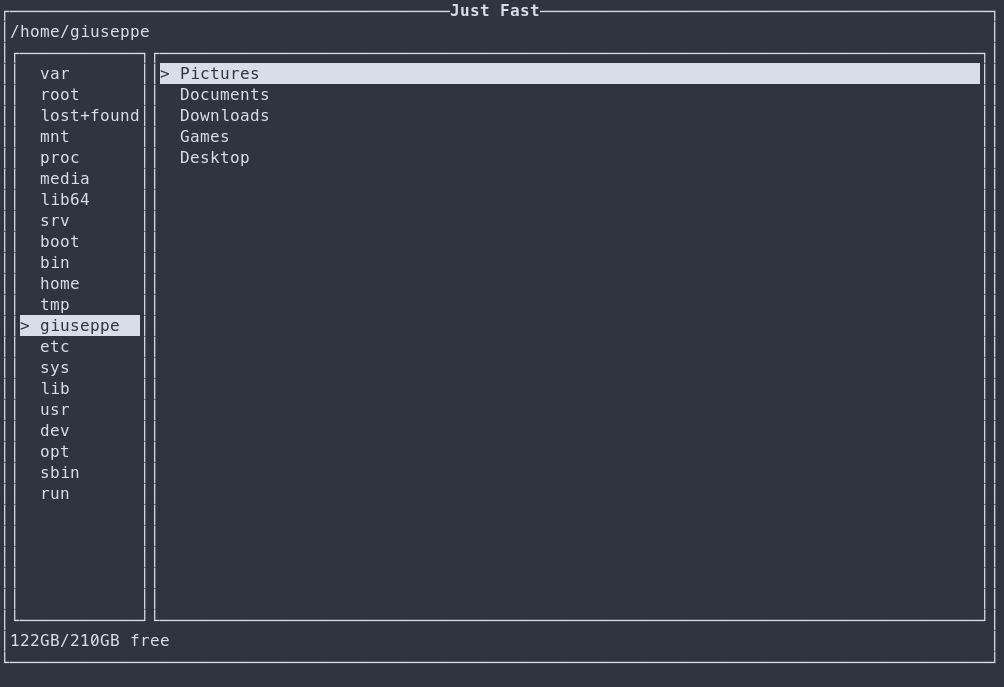 Just Fast
/home/giuseppe
var
root
lost+found
mnt
proc
media
lib64
srv
boot
bin
home
tmp
> giuseppe
etc
sys
lib
usr
dev
opt
sbin
run
> Pictures
Documents
Downloads
Games
Desktop
122GB/210GB free